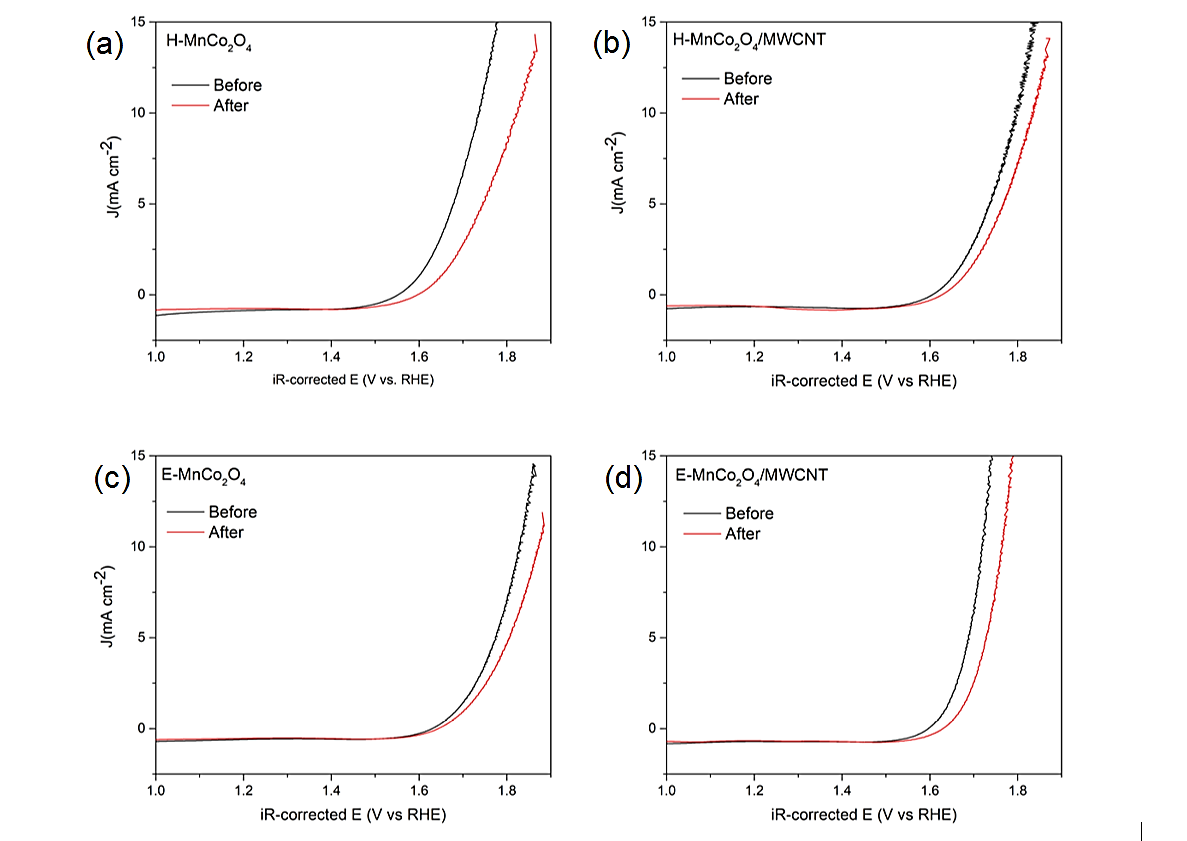 (a)
H-MnCo₂O₄
Before
After
15
10
5
0
J(mA cm⁻²)
1.0 1.2 1.4 1.6 1.8
iR-corrected E (V vs. RHE)
(b)
H-MnCo₂O₄/MWCNT
Before
After
15
10
5
0
J(mA cm⁻²)
1.0 1.2 1.4 1.6 1.8
iR-corrected E (V vs RHE)
(c)
E-MnCo₂O₄
Before
After
15
10
5
0
J(mA cm⁻²)
1.0 1.2 1.4 1.6 1.8
iR-corrected E (V vs RHE)
(d)
E-MnCo₂O₄/MWCNT
Before
After
15
10
5
0
1.0 1.2 1.4 1.6 1.8
iR-corrected E (V vs RHE)